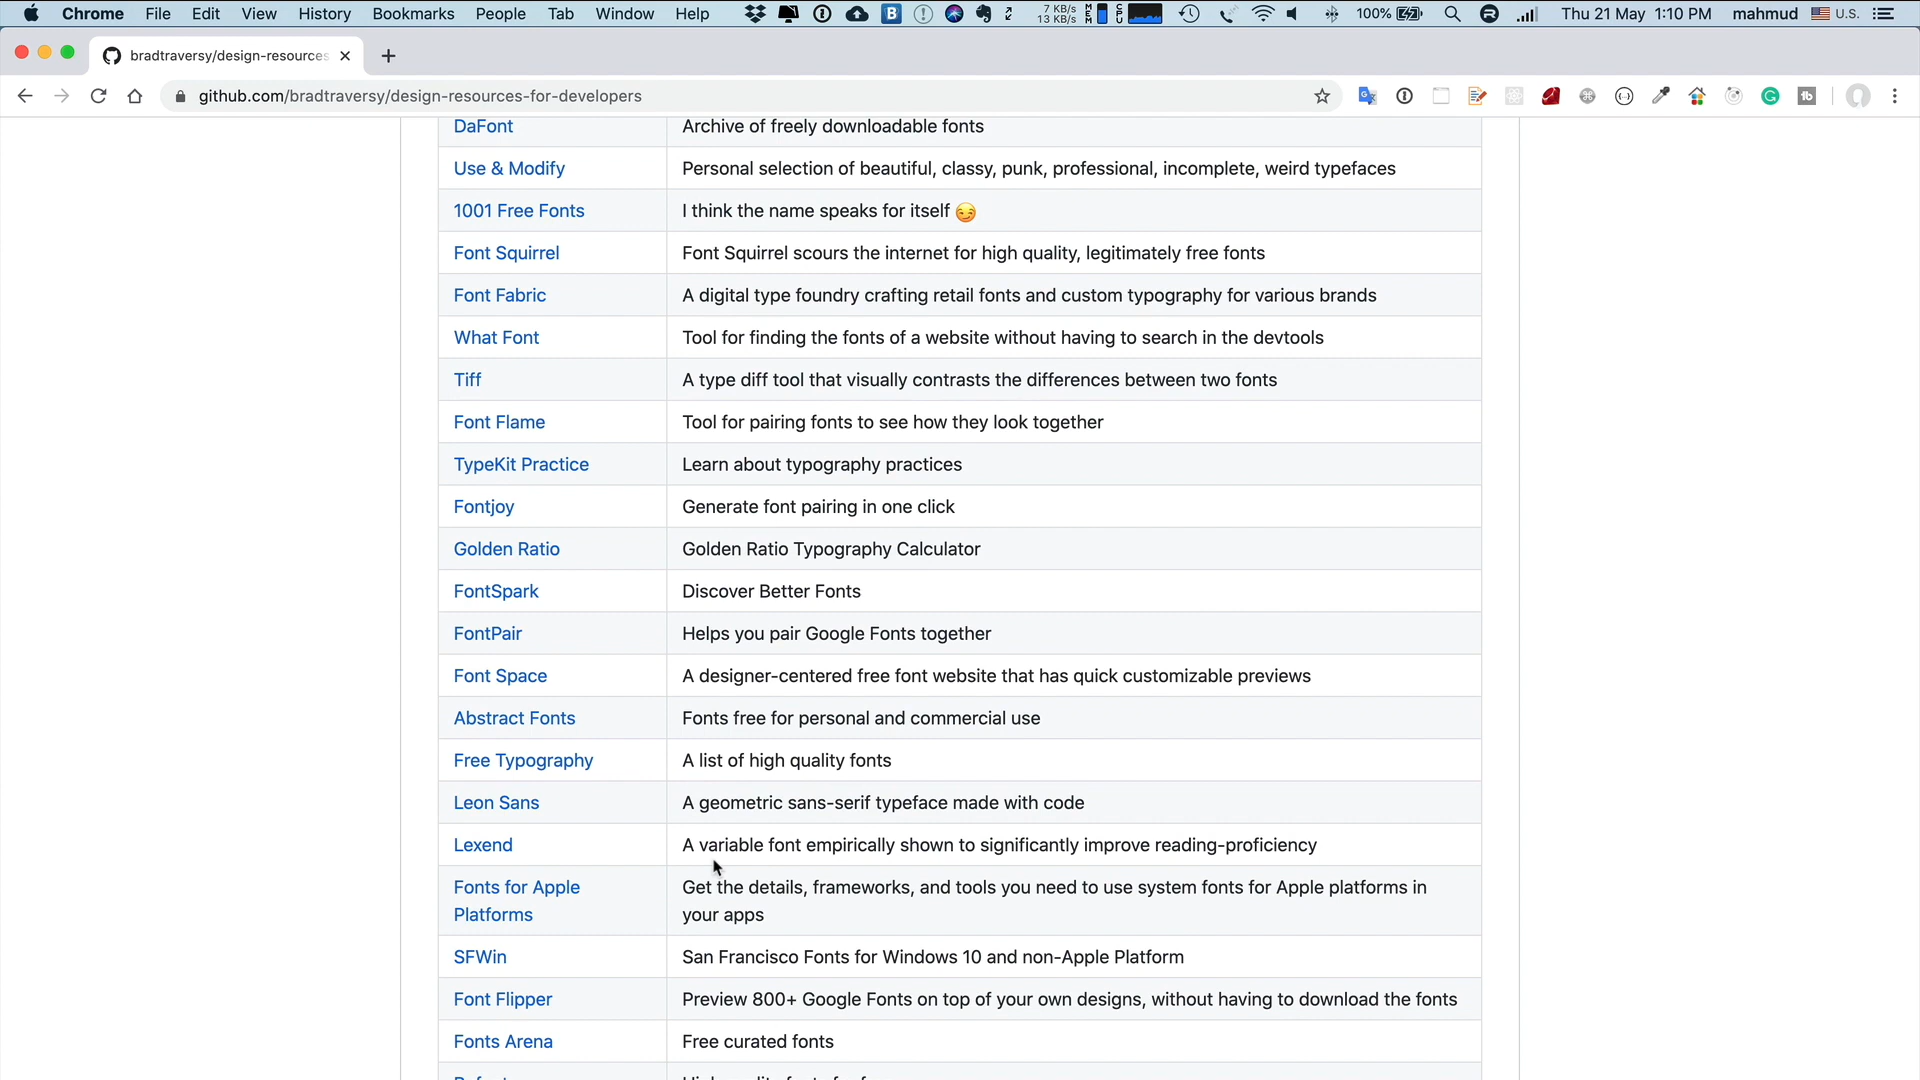 Chrome File Edit View History Bookmarks People Tab Window Help 7 KB/s 13 KB/s MEM CPU 100% Thu 21 May 1:10 PM mahmud U.S.
bradtraversy/design-resources
github.com/bradtraversy/design-resources-for-developers
DaFont Archive of freely downloadable fonts
Use & Modify Personal selection of beautiful, classy, punk, professional, incomplete, weird typefaces
1001 Free Fonts I think the name speaks for itself 😏
Font Squirrel Font Squirrel scours the internet for high quality, legitimately free fonts
Font Fabric A digital type foundry crafting retail fonts and custom typography for various brands
What Font Tool for finding the fonts of a website without having to search in the devtools
Tiff A type diff tool that visually contrasts the differences between two fonts
Font Flame Tool for pairing fonts to see how they look together
TypeKit Practice Learn about typography practices
Fontjoy Generate font pairing in one click
Golden Ratio Golden Ratio Typography Calculator
FontSpark Discover Better Fonts
FontPair Helps you pair Google Fonts together
Font Space A designer-centered free font website that has quick customizable previews
Abstract Fonts Fonts free for personal and commercial use
Free Typography A list of high quality fonts
Leon Sans A geometric sans-serif typeface made with code
Lexend A variable font empirically shown to significantly improve reading-proficiency
Fonts for Apple Get the details, frameworks, and tools you need to use system fonts for Apple platforms in
Platforms your apps
SFWin San Francisco Fonts for Windows 10 and non-Apple Platform
Font Flipper Preview 800+ Google Fonts on top of your own designs, without having to download the fonts
Fonts Arena Free curated fonts